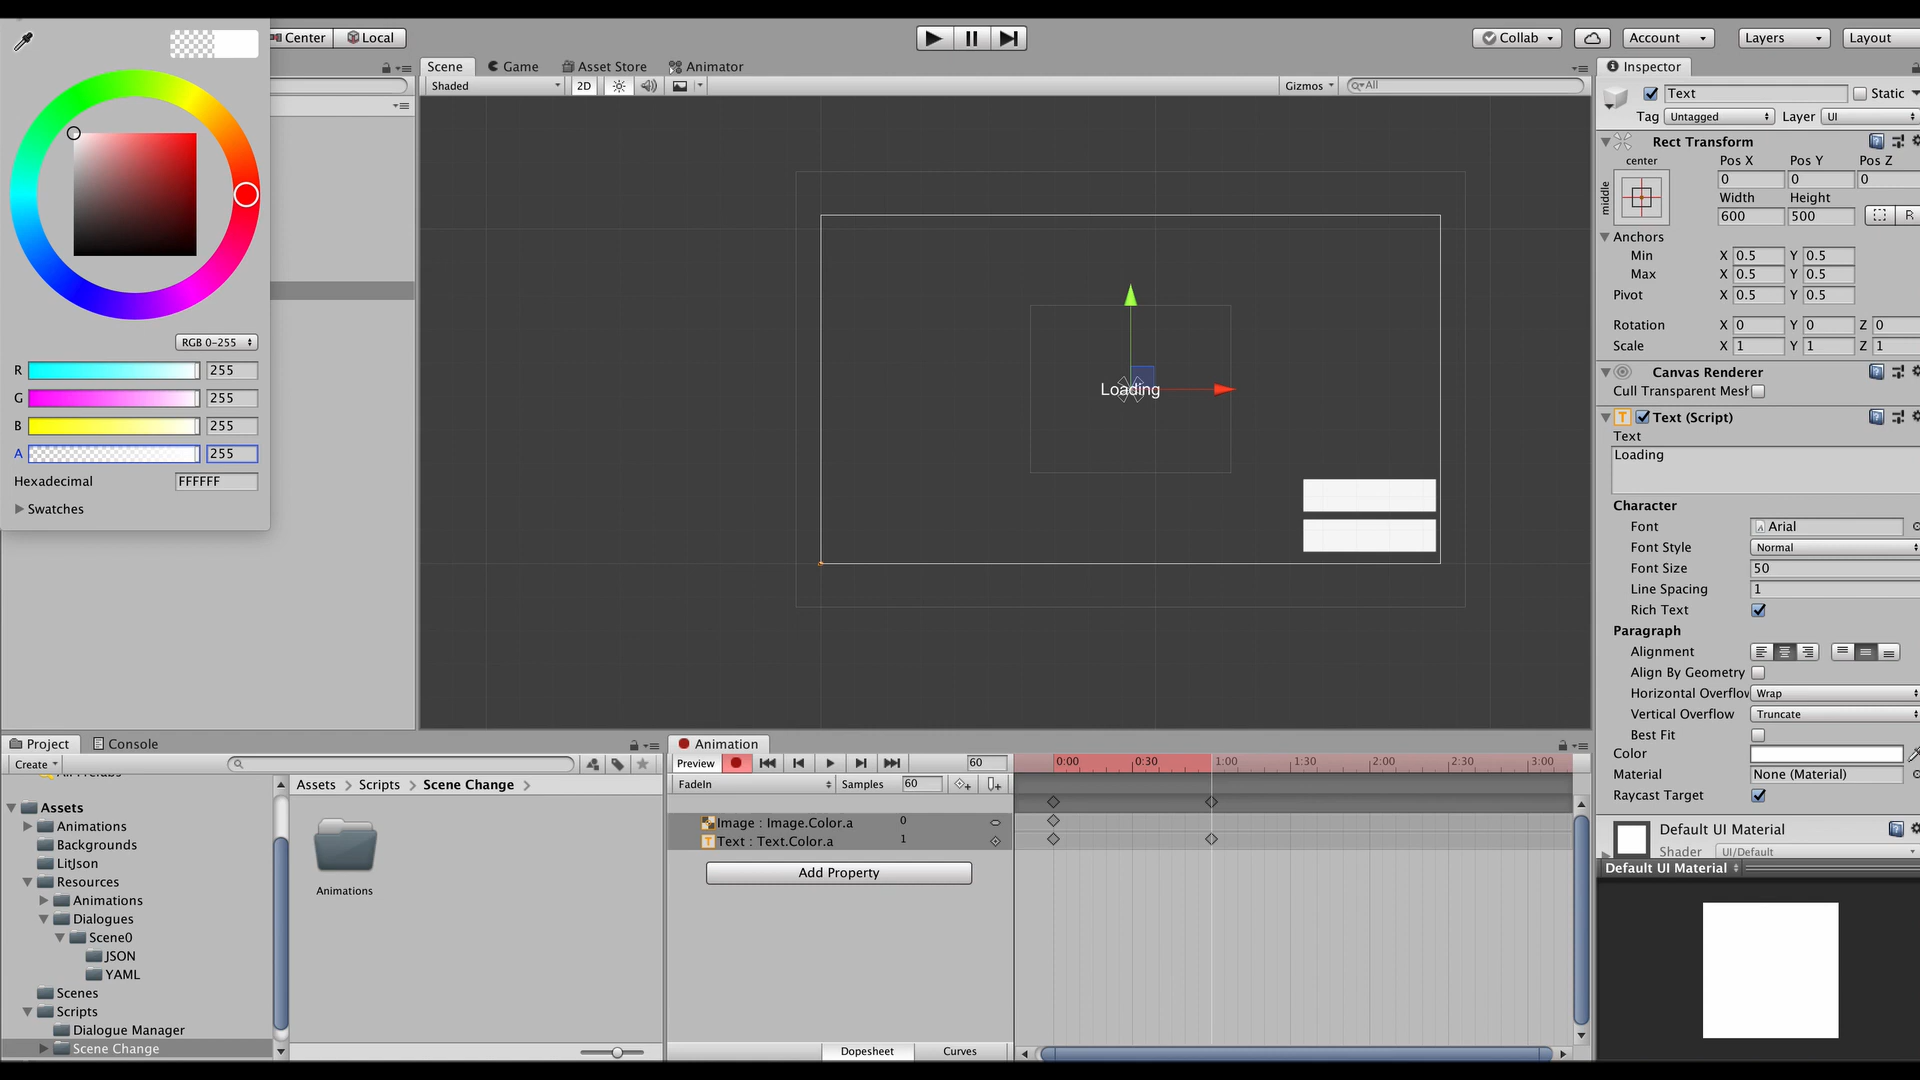 Center Local
Collab Account Layers Layout
Scene Game Asset Store Animator
Shaded 2D Gizmos All
RGB 0-255
R 255
G 255
B 255
A 255
Hexadecimal FFFFFF
Swatches
Loading
Inspector
Text Static
Tag Untagged Layer UI
Rect Transform
center
middle
Pos X Pos Y Pos Z
0 0 0
Width Height
600 500 R
Anchors
Min X 0.5 Y 0.5
Max X 0.5 Y 0.5
Pivot X 0.5 Y 0.5
Rotation X 0 Y 0 Z 0
Scale X 1 Y 1 Z 1
Canvas Renderer
Cull Transparent Mesh
T Text (Script)
Text
Loading
Character
Font Arial
Font Style Normal
Font Size 50
Line Spacing 1
Rich Text
Paragraph
Alignment
Align By Geometry
Horizontal Overflov Wrap
Vertical Overflow Truncate
Best Fit
Color
Material None (Material)
Raycast Target
Default UI Material
Shader UI/Default
Default UI Material
Project Console
Create
Assets
Animations
Backgrounds
LitJson
Resources
Animations
Dialogues
Scene0
JSON
YAML
Scenes
Scripts
Dialogue Manager
Scene Change
Assets Scripts Scene Change
Animations
Animation
Preview 60 0:00 0:30 1:00 1:30 2:00 2:30 3:00
FadeIn Samples 60
Image : Image.Color.a 0
T Text : Text.Color.a 1
Add Property
Dopesheet Curves